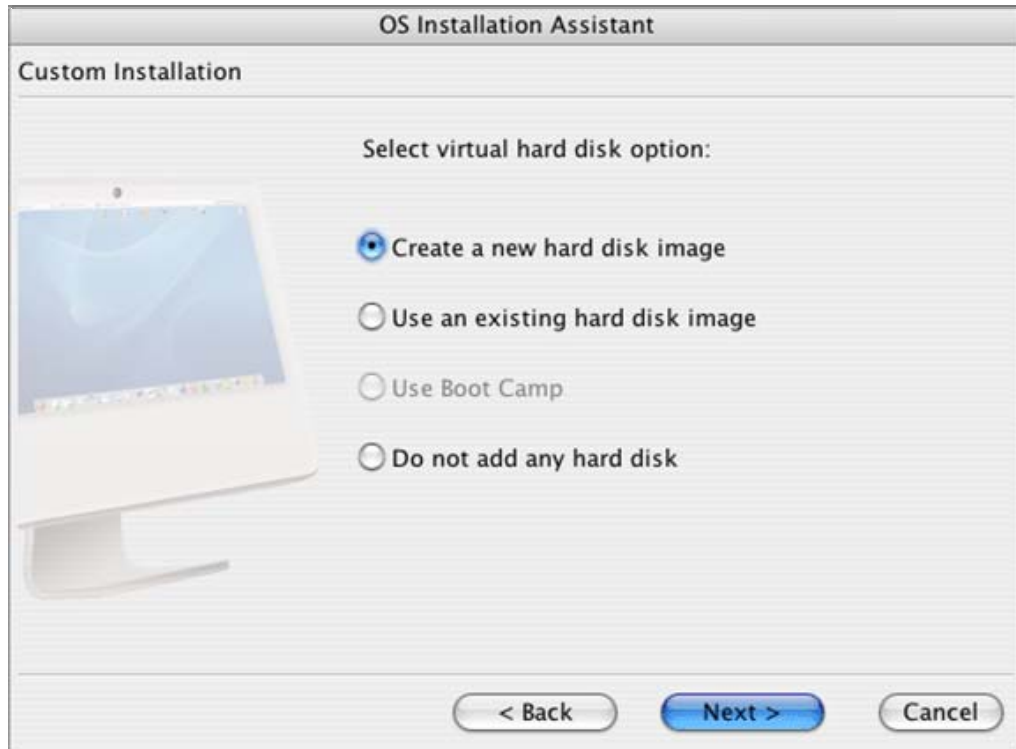 OS Installation Assistant
Custom Installation
Select virtual hard disk option:
Create a new hard disk image
Use an existing hard disk image
Use Boot Camp
Do not add any hard disk
< Back
Next >
Cancel